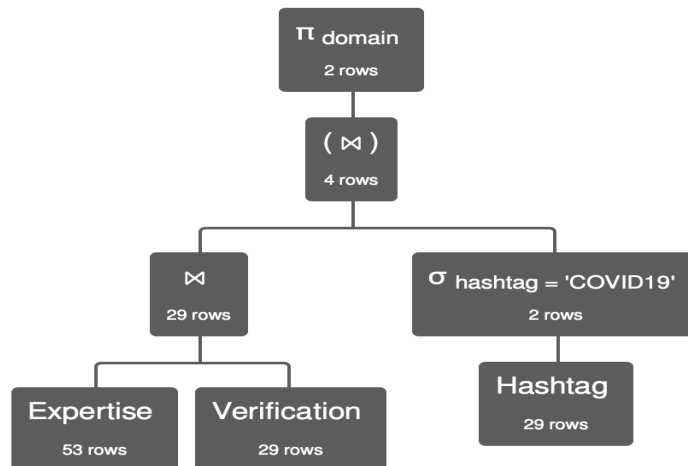 π domain
2 rows
( ⋈ )
4 rows
⋈
29 rows
σ hashtag = 'COVID19'
2 rows
Expertise
53 rows
Verification
29 rows
Hashtag
29 rows